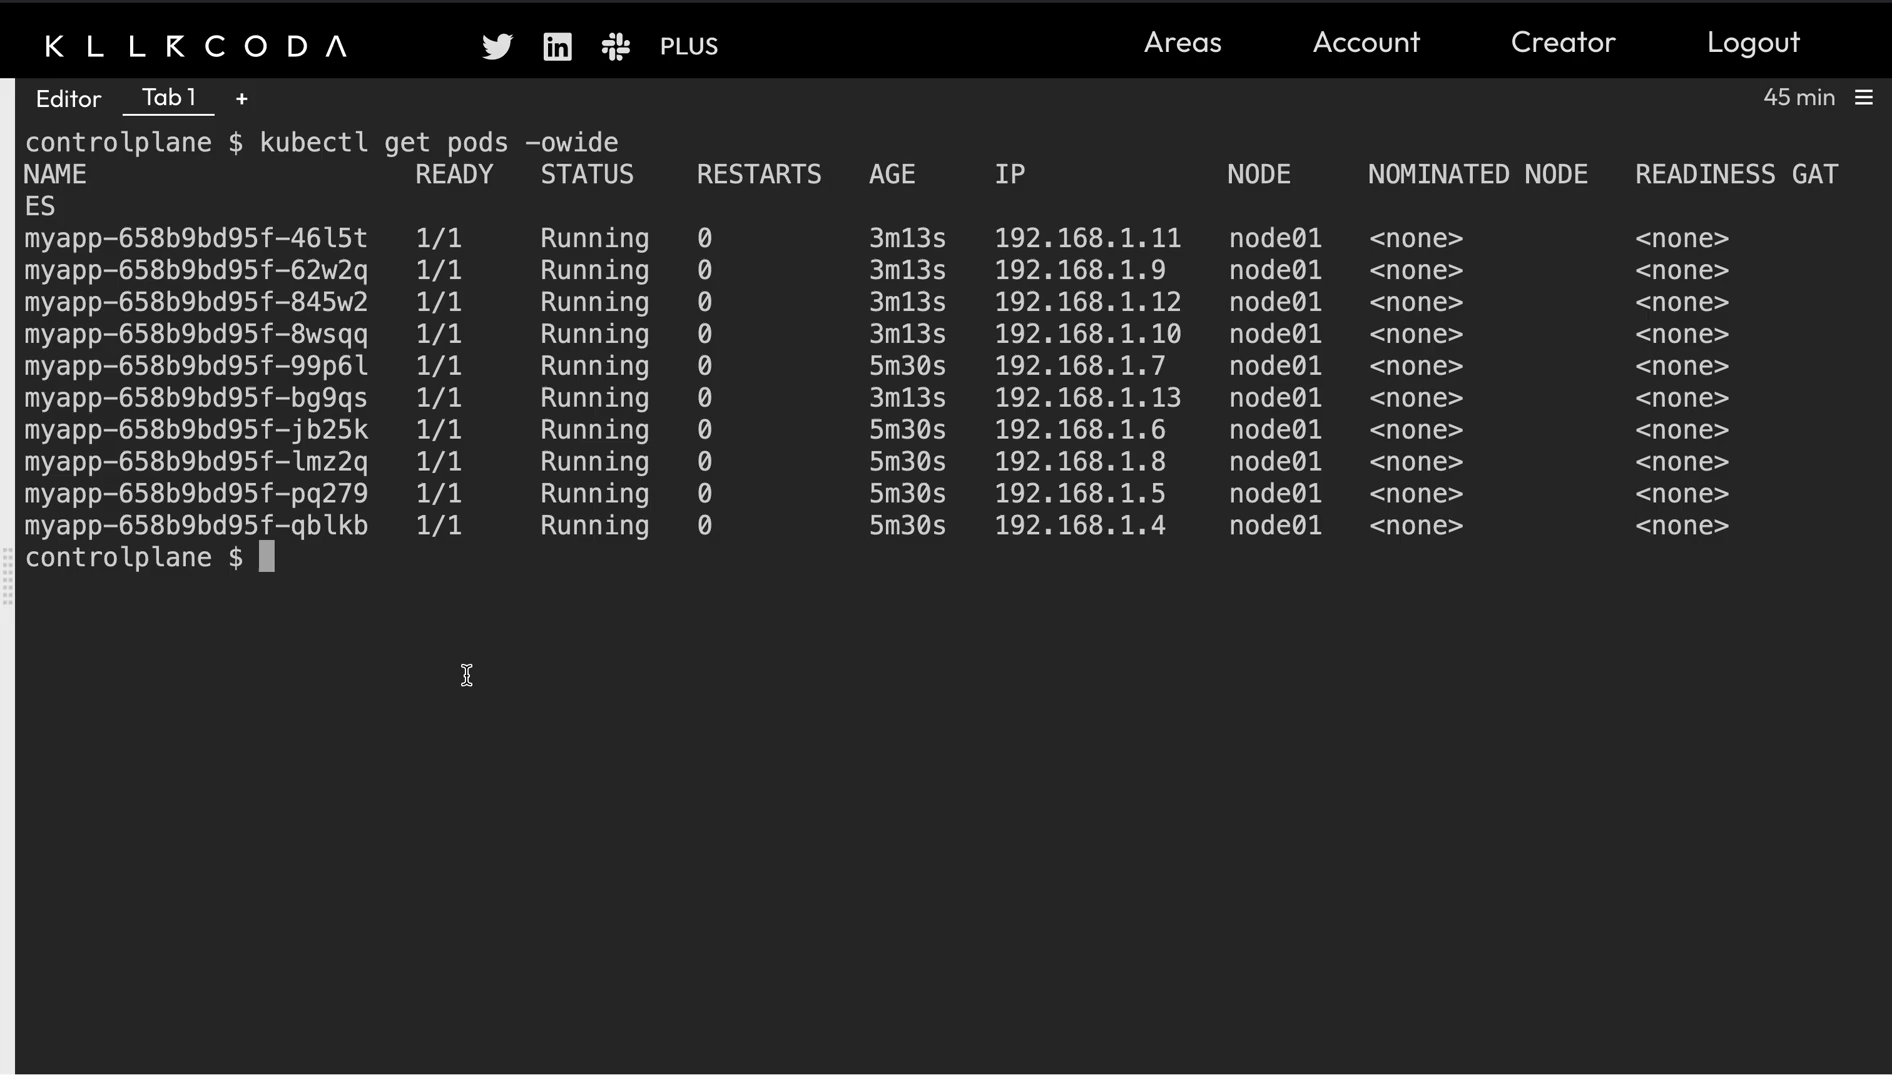 KLLRCODA PLUS Areas Account Creator Logout
Editor Tab 1 + 45 min
controlplane $ kubectl get pods -owide
NAME READY STATUS RESTARTS AGE IP NODE NOMINATED NODE READINESS GAT
ES
myapp-658b9bd95f-46l5t 1/1 Running 0 3m13s 192.168.1.11 node01 <none> <none>
myapp-658b9bd95f-62w2q 1/1 Running 0 3m13s 192.168.1.9 node01 <none> <none>
myapp-658b9bd95f-845w2 1/1 Running 0 3m13s 192.168.1.12 node01 <none> <none>
myapp-658b9bd95f-8wsqq 1/1 Running 0 3m13s 192.168.1.10 node01 <none> <none>
myapp-658b9bd95f-99p6l 1/1 Running 0 5m30s 192.168.1.7 node01 <none> <none>
myapp-658b9bd95f-bg9qs 1/1 Running 0 3m13s 192.168.1.13 node01 <none> <none>
myapp-658b9bd95f-jb25k 1/1 Running 0 5m30s 192.168.1.6 node01 <none> <none>
myapp-658b9bd95f-lmz2q 1/1 Running 0 5m30s 192.168.1.8 node01 <none> <none>
myapp-658b9bd95f-pq279 1/1 Running 0 5m30s 192.168.1.5 node01 <none> <none>
myapp-658b9bd95f-qblkb 1/1 Running 0 5m30s 192.168.1.4 node01 <none> <none>
controlplane $